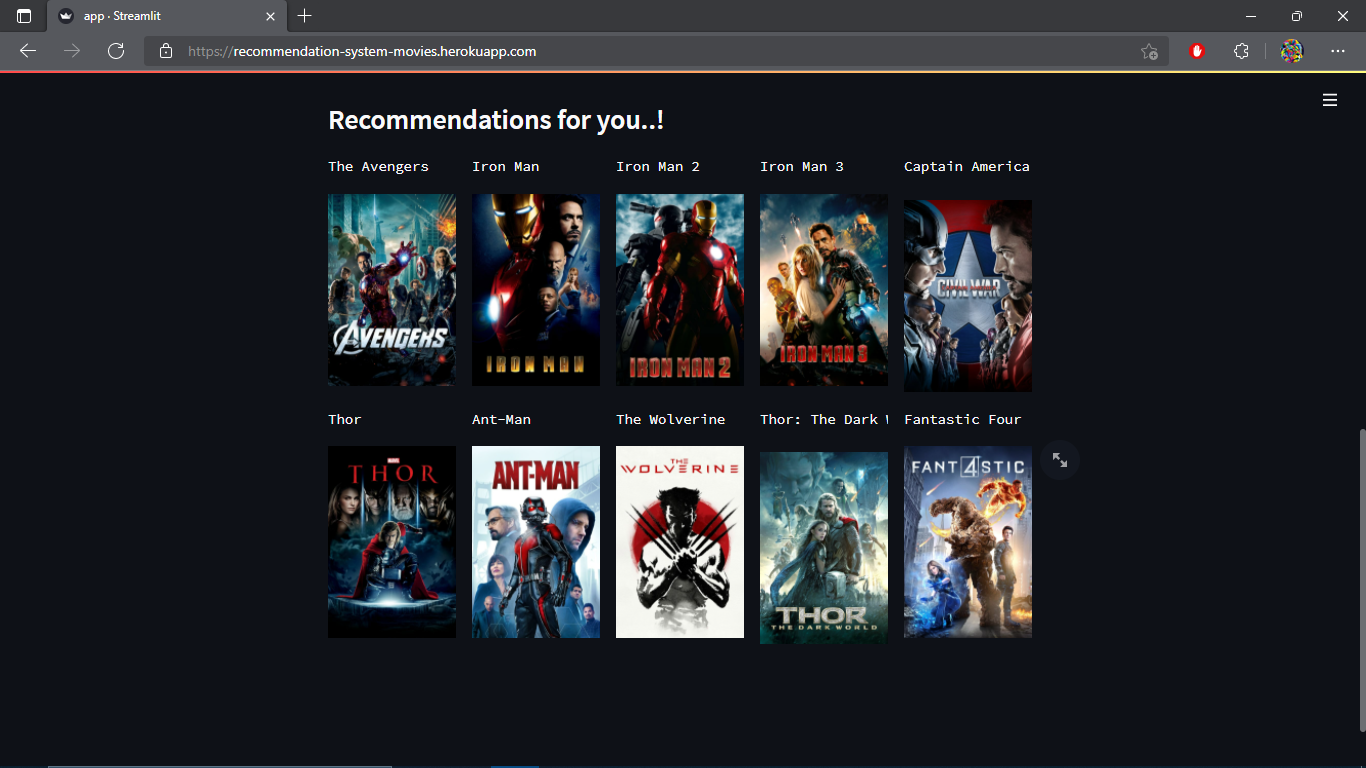 app · Streamlit
https://recommendation-system-movies.herokuapp.com
Recommendations for you..!
The Avengers
Iron Man
Iron Man 2
Iron Man 3
Captain America
AVENGERS
IRON MAN
IRON MAN 2
IRON MAN 3
CIVIL WAR
Thor
Ant-Man
The Wolverine
Thor: The Dark
Fantastic Four
THOR
ANT-MAN
THE
WOLVERINE
THOR
THE DARK WORLD
FANT4STIC